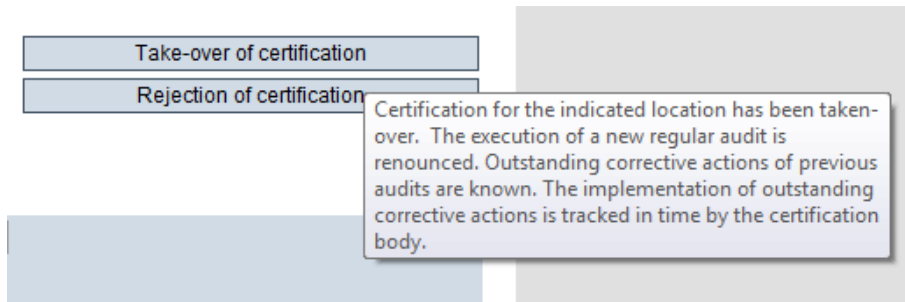 Take-over of certification
Rejection of certification
Certification for the indicated location has been taken-
over.  The execution of a new regular audit is
renounced. Outstanding corrective actions of previous
audits are known. The implementation of outstanding
corrective actions is tracked in time by the certification
body.